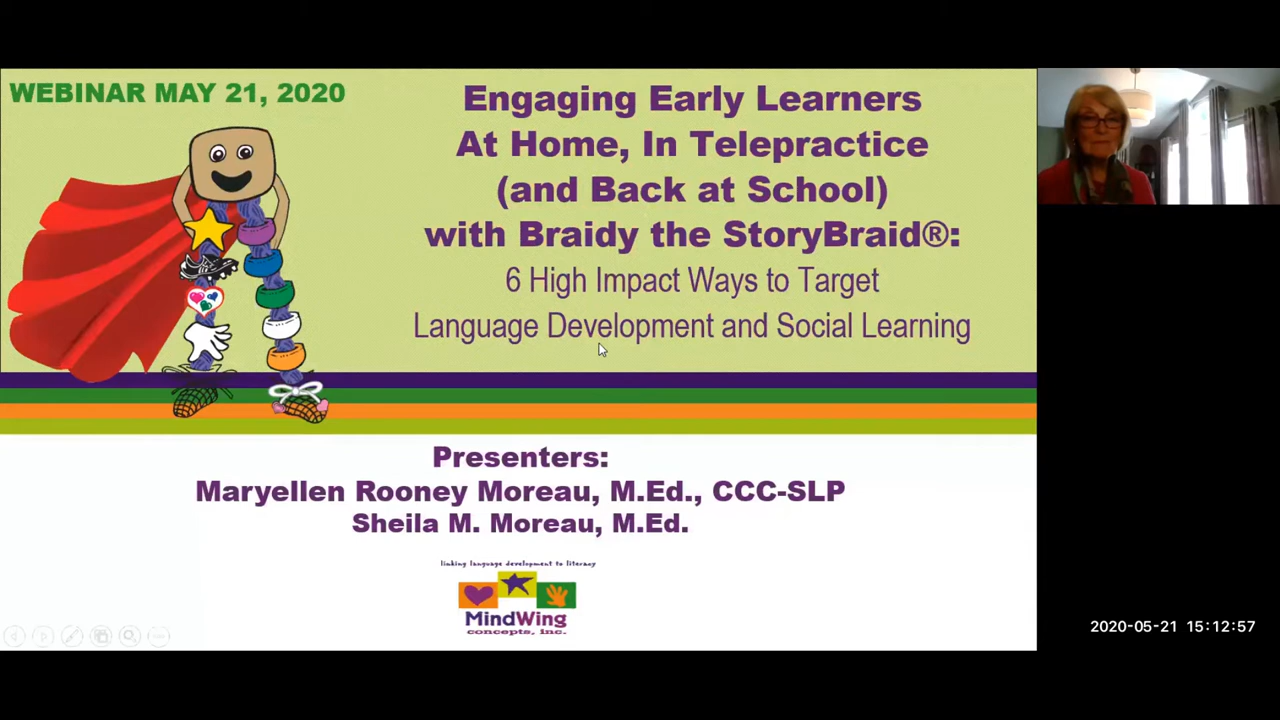 WEBINAR MAY 21, 2020
Engaging Early Learners
At Home, In Telepractice
(and Back at School)
with Braidy the StoryBraid®:
6 High Impact Ways to Target
Language Development and Social Learning
Presenters:
Maryellen Rooney Moreau, M.Ed., CCC-SLP
Sheila M. Moreau, M.Ed.
linking language development to literacy
MindWing
concepts, inc.
2020-05-21 15:12:57